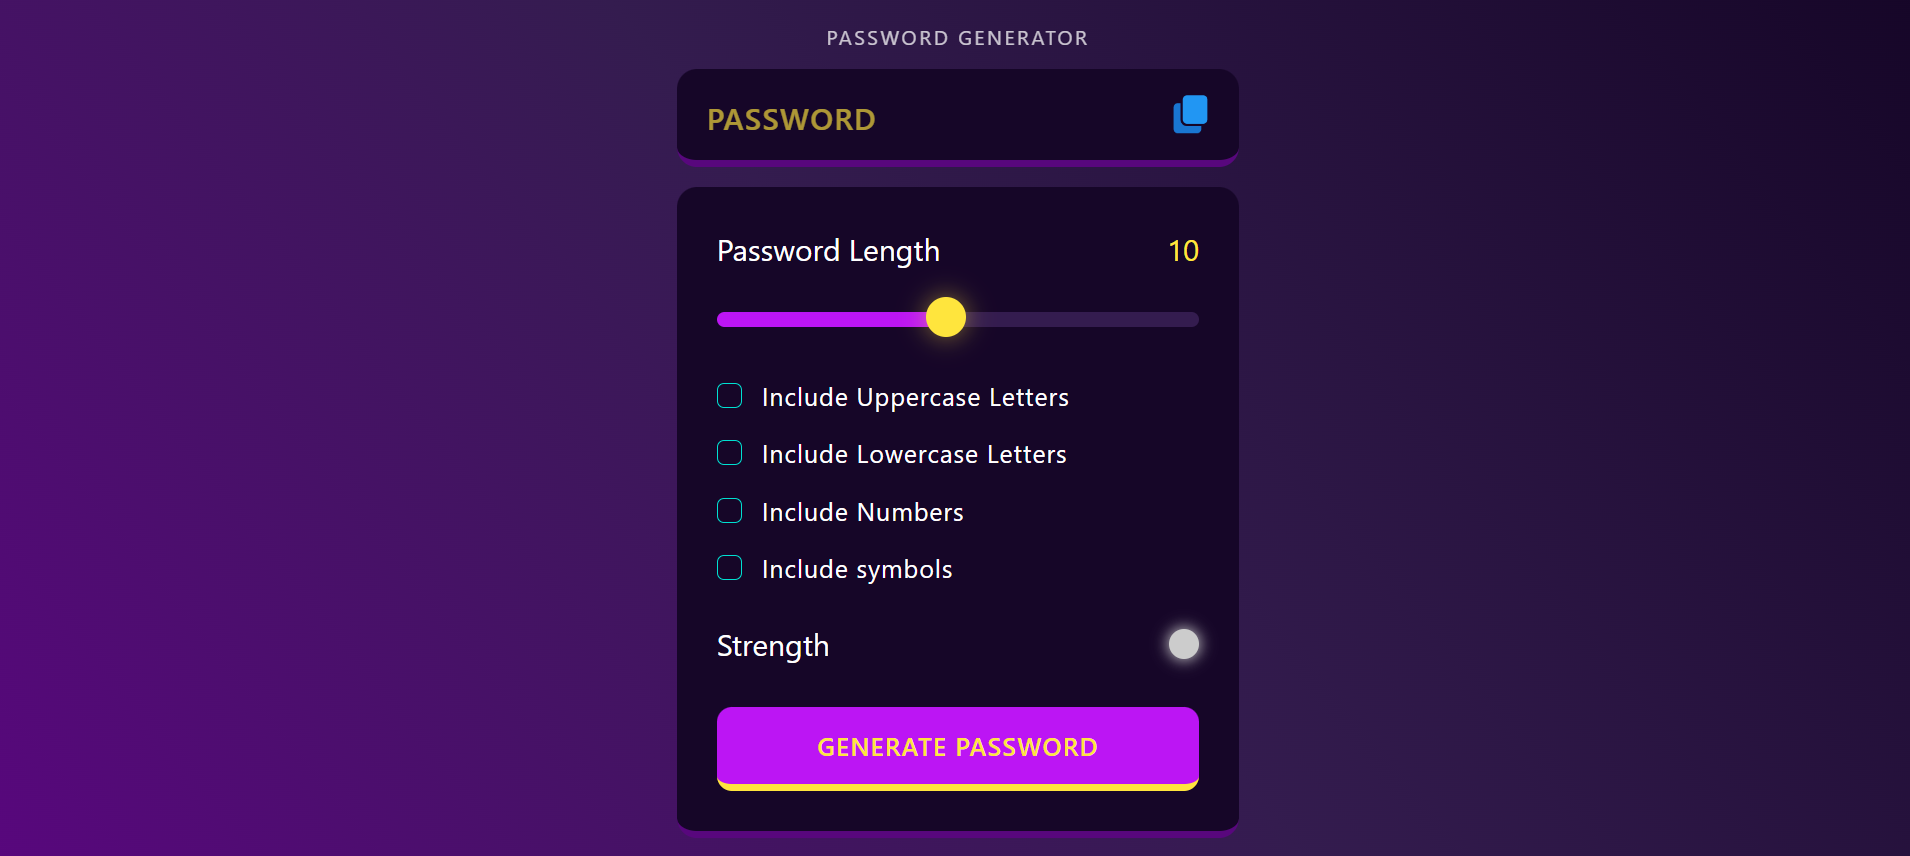 PASSWORD GENERATOR
PASSWORD
Password Length 10
Include Uppercase Letters
Include Lowercase Letters
Include Numbers
Include symbols
Strength
GENERATE PASSWORD